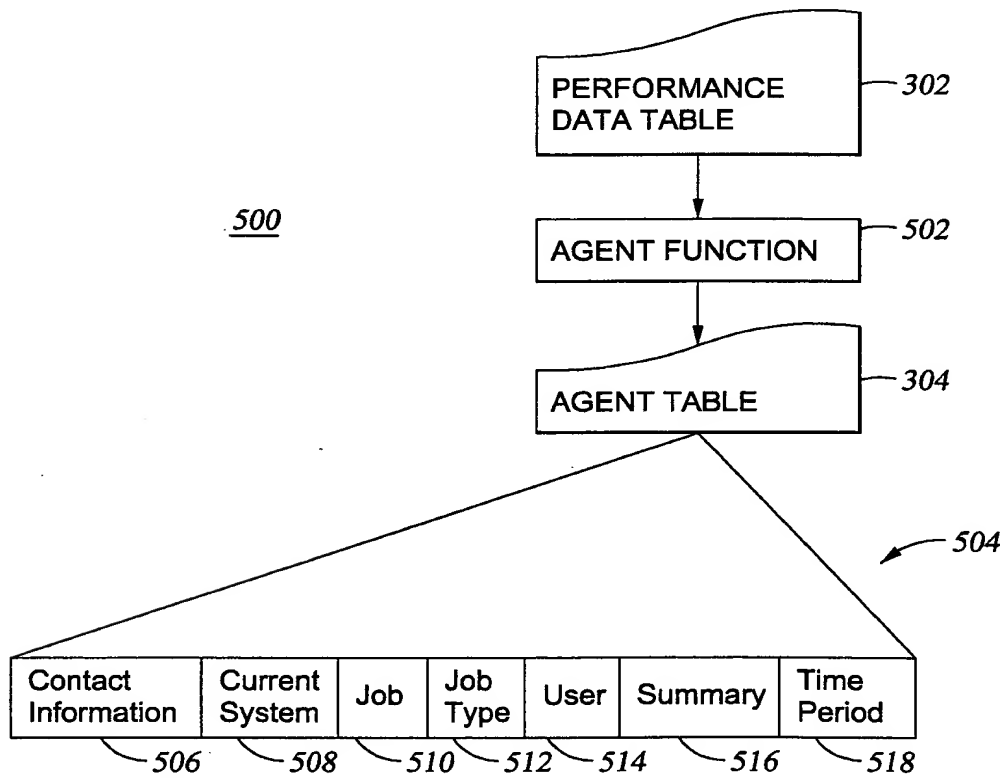 PERFORMANCE
DATA TABLE
302
500
AGENT FUNCTION
502
AGENT TABLE
304
504
Contact
Information
Current
System
Job
Job
Type
User
Summary
Time
Period
506
508
510
512
514
516
518